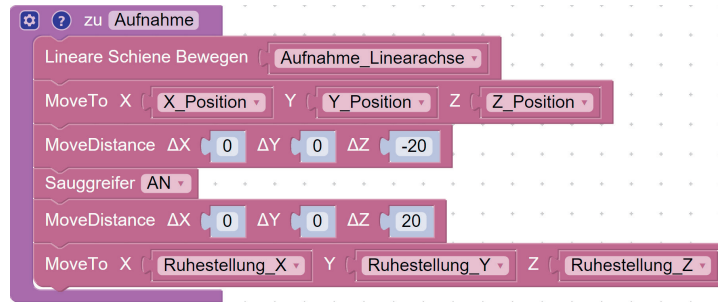 ? zu Aufnahme
Lineare Schiene Bewegen Aufnahme_Linearachse
MoveTo X X_Position Y Y_Position Z Z_Position
MoveDistance ΔX 0 ΔY 0 ΔZ -20
Sauggreifer AN
MoveDistance ΔX 0 ΔY 0 ΔZ 20
MoveTo X Ruhestellung_X Y Ruhestellung_Y Z Ruhestellung_Z